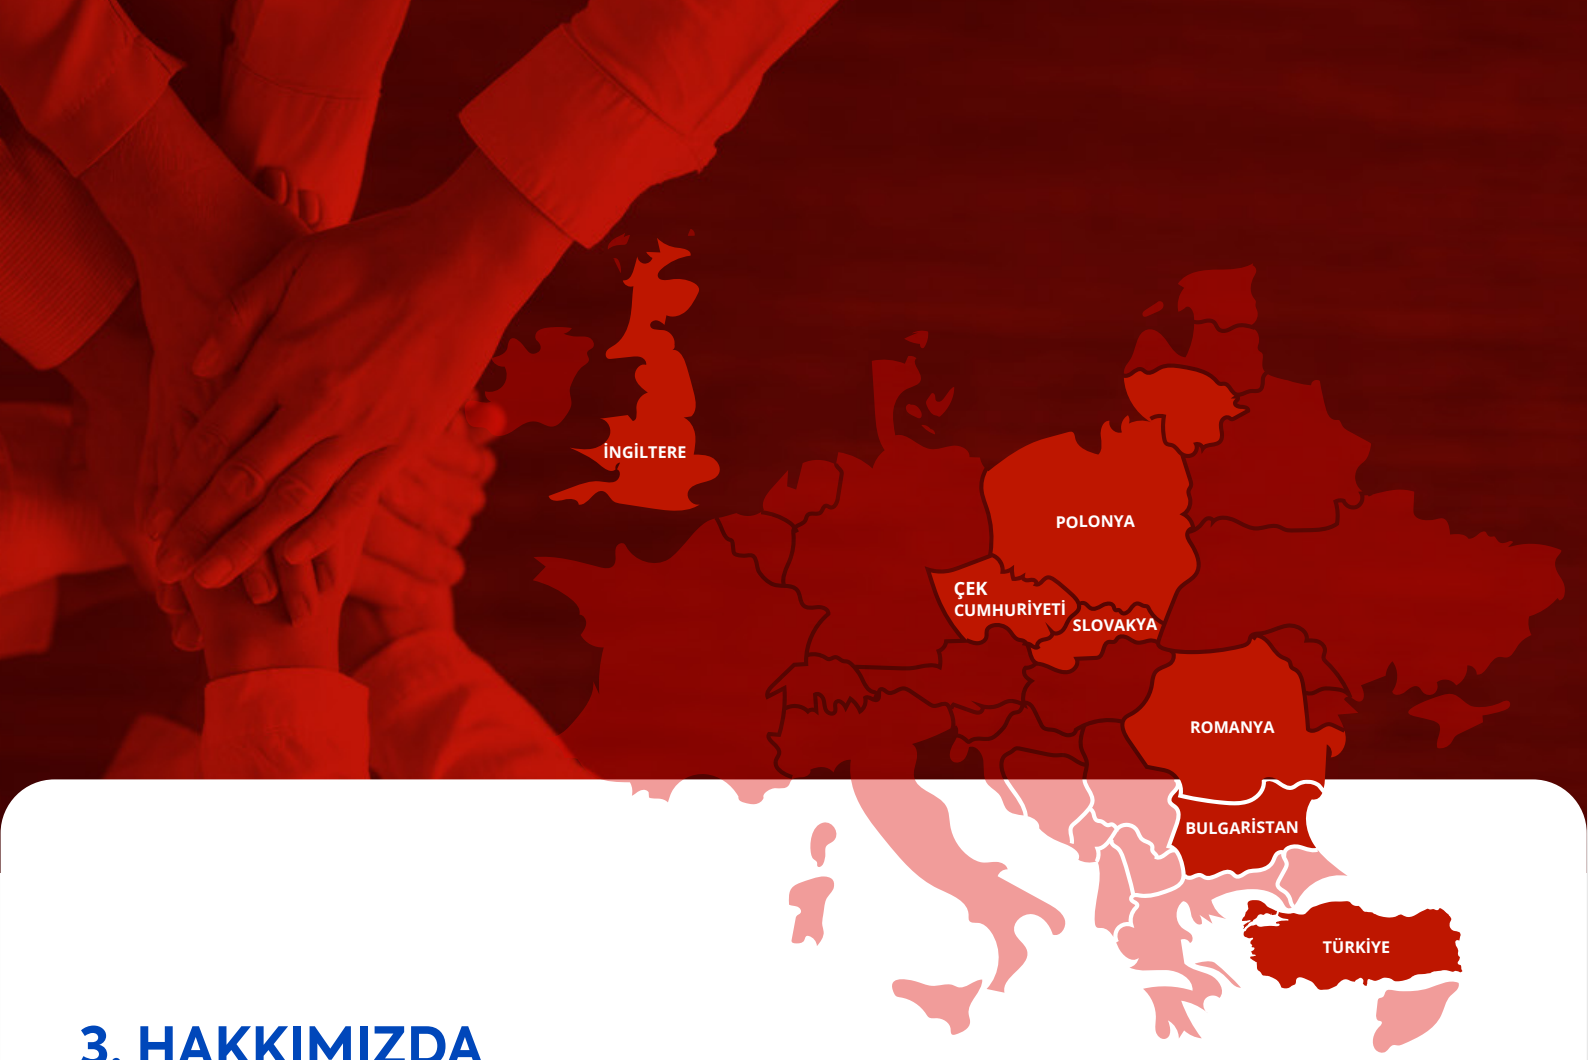 İNGİLTERE
POLONYA
ÇEK
CUMHURİYETİ
SLOVAKYA
ROMANYA
BULGARİSTAN
TÜRKİYE
3. HAKKIMIZDA